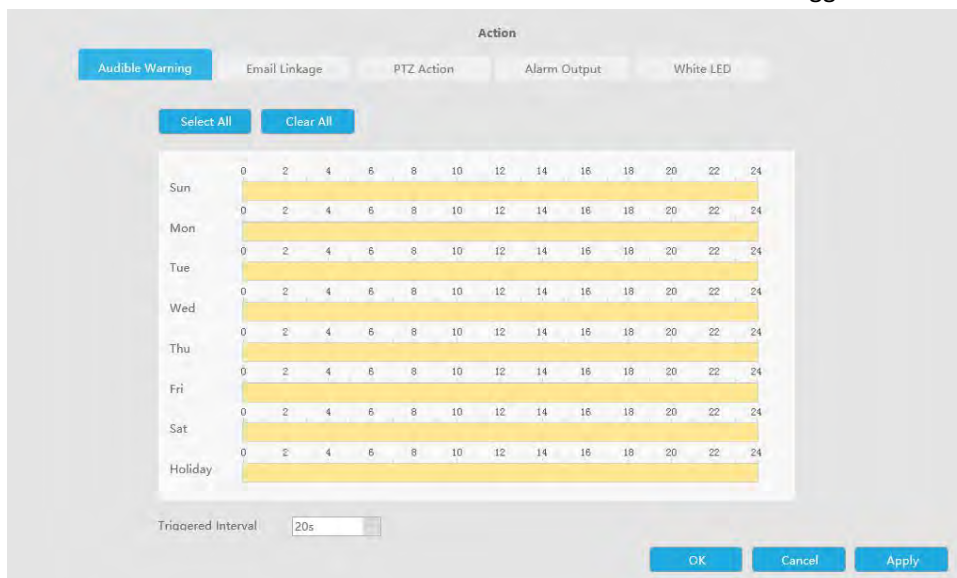 Action
Audible Warning Email Linkage PTZ Action Alarm Output White LED
Select All Clear All
0 2 4 6 8 10 12 14 16 18 20 22 24
Sun
0 2 4 6 8 10 12 14 16 18 20 22 24
Mon
0 2 4 6 8 10 12 14 16 18 20 22 24
Tue
0 2 4 6 8 10 12 14 16 18 20 22 24
Wed
0 2 4 6 8 10 12 14 16 18 20 22 24
Thu
0 2 4 6 8 10 12 14 16 18 20 22 24
Fri
0 2 4 6 8 10 12 14 16 18 20 22 24
Sat
0 2 4 6 8 10 12 14 16 18 20 22 24
Holiday
Triggered Interval 20s
OK Cancel Apply